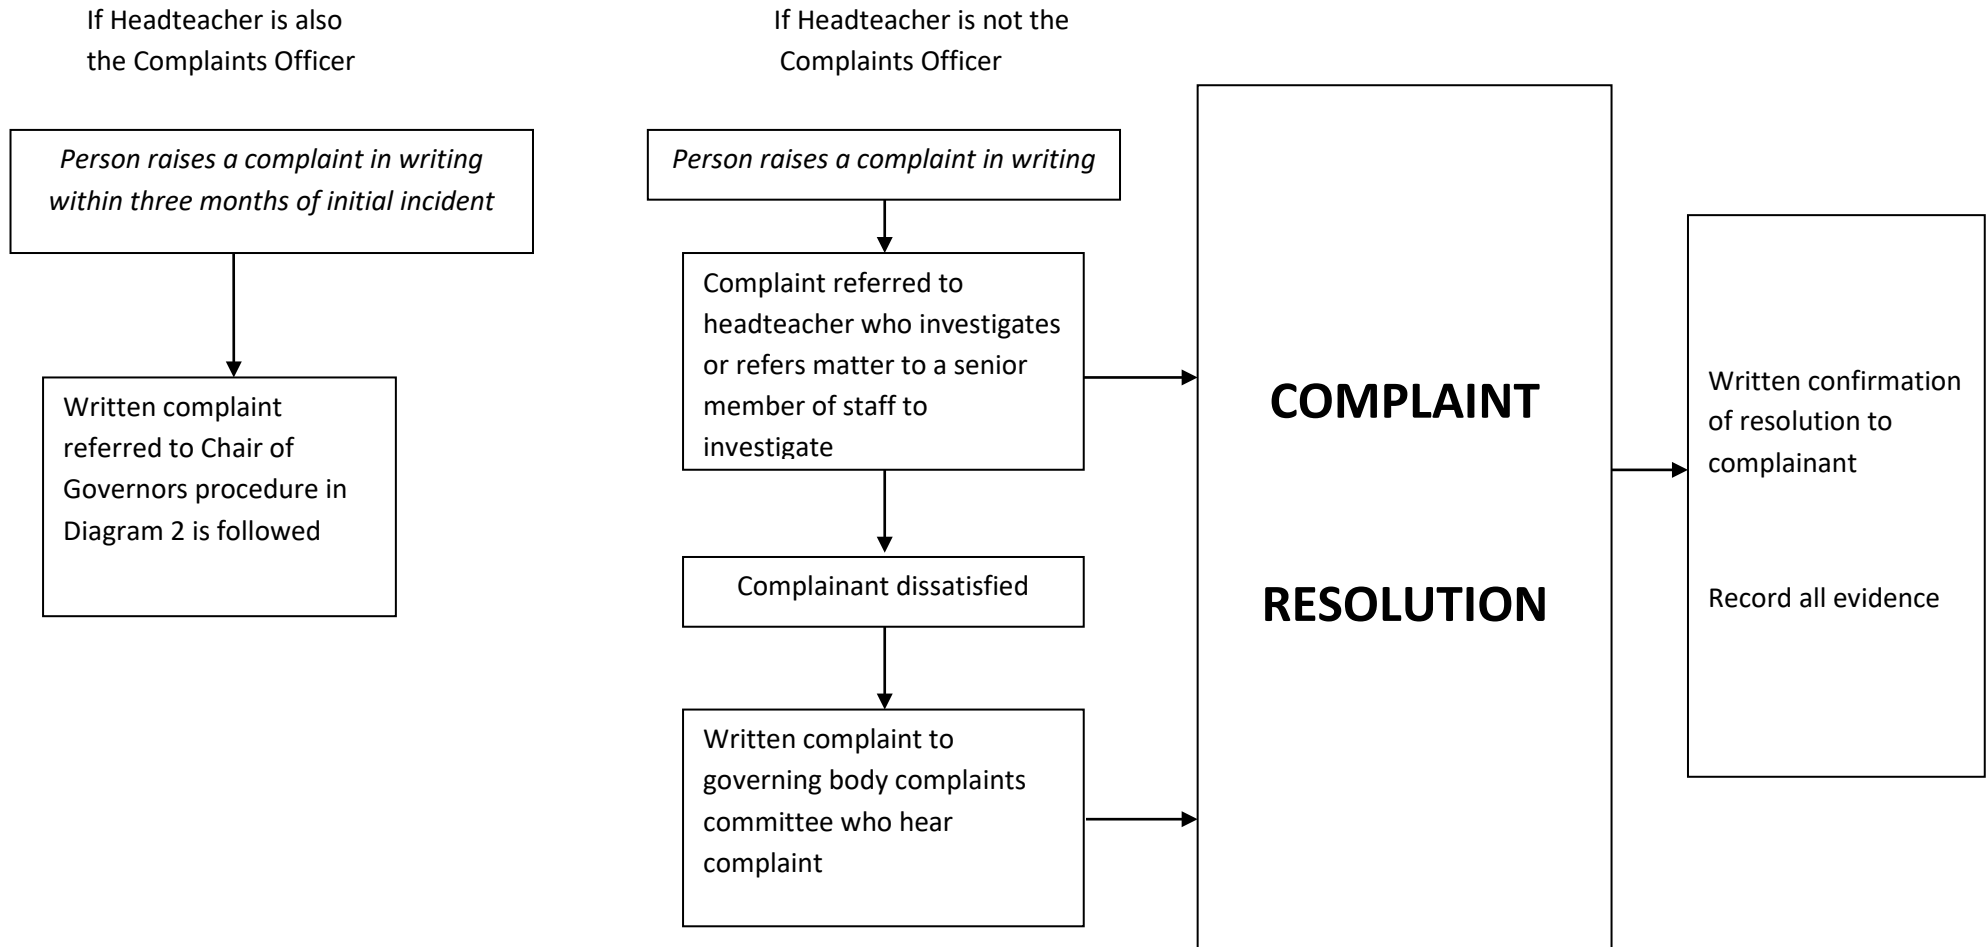 If Headteacher is also
the Complaints Officer
Person raises a complaint in writing
within three months of initial incident
Written complaint
referred to Chair of
Governors procedure in
Diagram 2 is followed
If Headteacher is not the
Complaints Officer
Person raises a complaint in writing
Complaint referred to
headteacher who investigates
or refers matter to a senior
member of staff to
investigate
Complainant dissatisfied
Written complaint to
governing body complaints
committee who hear
complaint
COMPLAINT
RESOLUTION
Written confirmation
of resolution to
complainant
Record all evidence